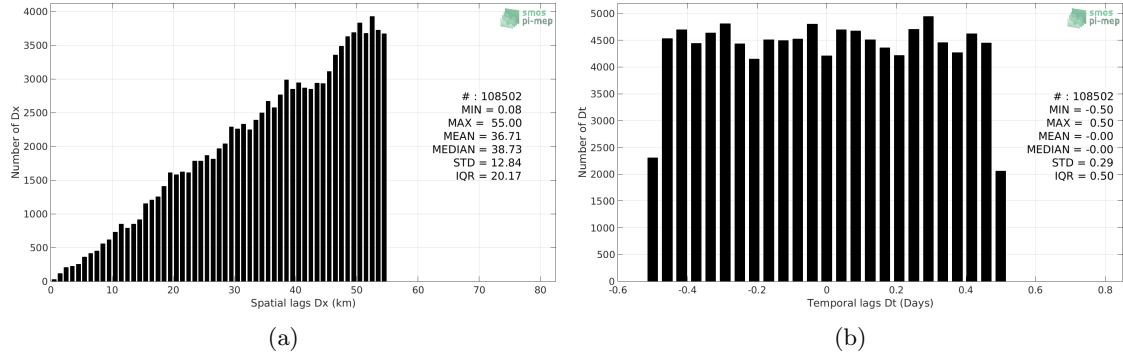 4000
3500
3000
2500
2000
1500
1000
500
0
Number of Dx
smos
pi-mep
# : 108502
MIN = 0.08
MAX = 55.00
MEAN = 36.71
MEDIAN = 38.73
STD = 12.84
IQR = 20.17
0 10 20 30 40 50 60 70 80
Spatial lags Dx (km)
(a)
5000
4500
4000
3500
3000
2500
2000
1500
1000
500
0
Number of Dt
smos
pi-mep
# : 108502
MIN = -0.50
MAX = 0.50
MEAN = -0.00
MEDIAN = -0.00
STD = 0.29
IQR = 0.50
-0.6 -0.4 -0.2 0 0.2 0.4 0.6 0.8
Temporal lags Dt (Days)
(b)